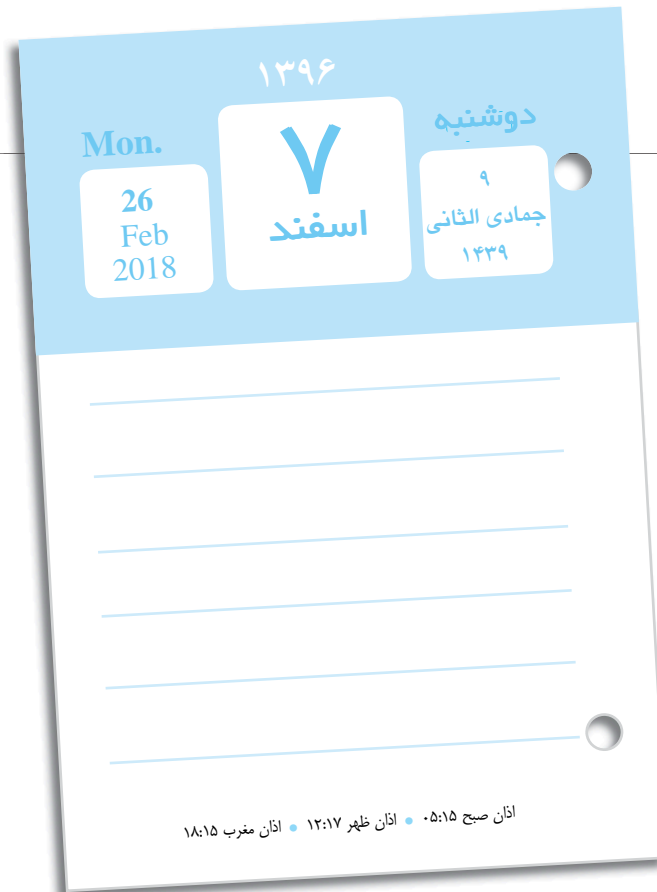 ۱۳۹۶
دوشنبه
۹
جمادی الثانی
۱۴۳۹
۷
اسفند
Mon.
26
Feb
2018
اذان صبح ۰۵:۱۵ • اذان ظهر ۱۲:۱۷ • اذان مغرب ۱۸:۱۵